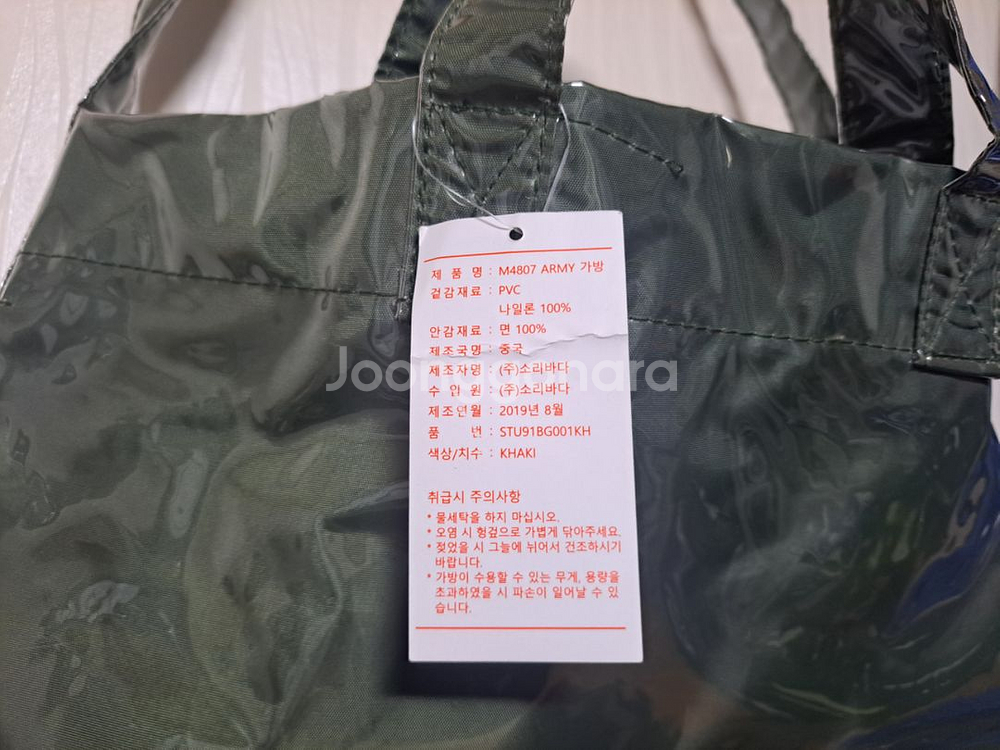 제 품 명 : M4807 ARMY 가방
겉감재료 : PVC
나일론 100%
안감재료 : 면 100%
제조국명 : 중국
Joonggonara
제조자명 : (주)소리바다
수 입 원 : (주)소리바다
제조연월 : 2019년 8월
품 번 : STU91BG001KH
색상/치수 : KHAKI
취급시 주의사항
* 물세탁을 하지 마십시오.
* 오염 시 헝겊으로 가볍게 닦아주세요.
* 젖었을 시 그늘에 뉘어서 건조하시기
바랍니다.
* 가방이 수용할 수 있는 무게, 용량을
초과하였을 시 파손이 일어날 수 있
습니다.